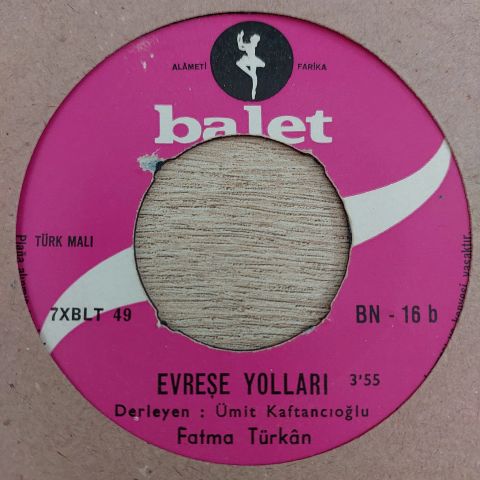 ALÂMETİ FARİKA
balet
TÜRK MALI
7XBLT 49
BN - 16 b
EVREŞE YOLLARI 3'55
Derleyen : Ümit Kaftancıoğlu
Fatma Türkân
yasaktır.